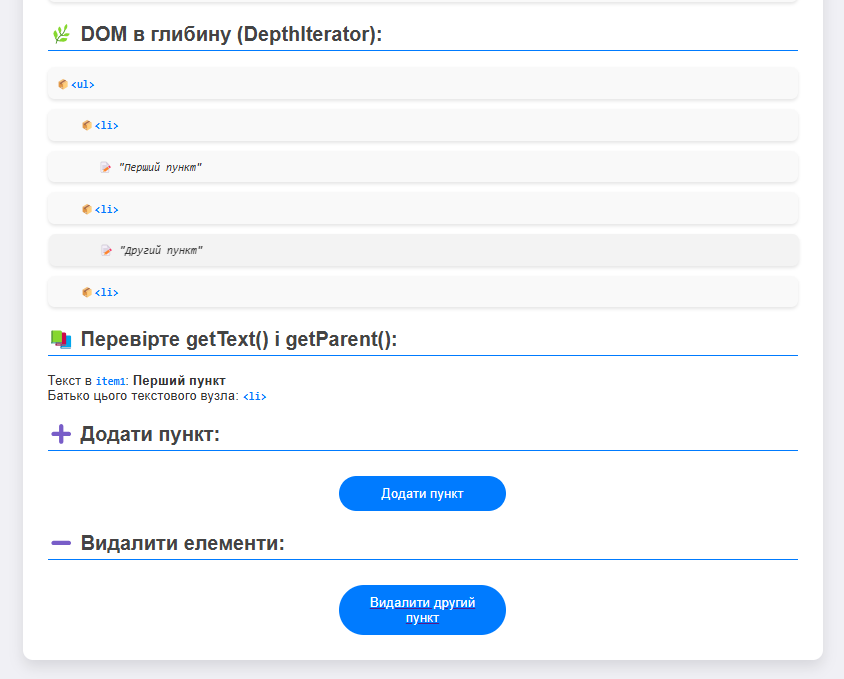 DOM в глибину (DepthIterator):
<ul>
<li>
"Перший пункт"
<li>
"Другий пункт"
<li>
Перевірте getText() і getParent():
Текст в item1: Перший пункт
Батько цього текстового вузла: <li>
Додати пункт:
Додати пункт
Видалити елементи:
Видалити другий
пункт